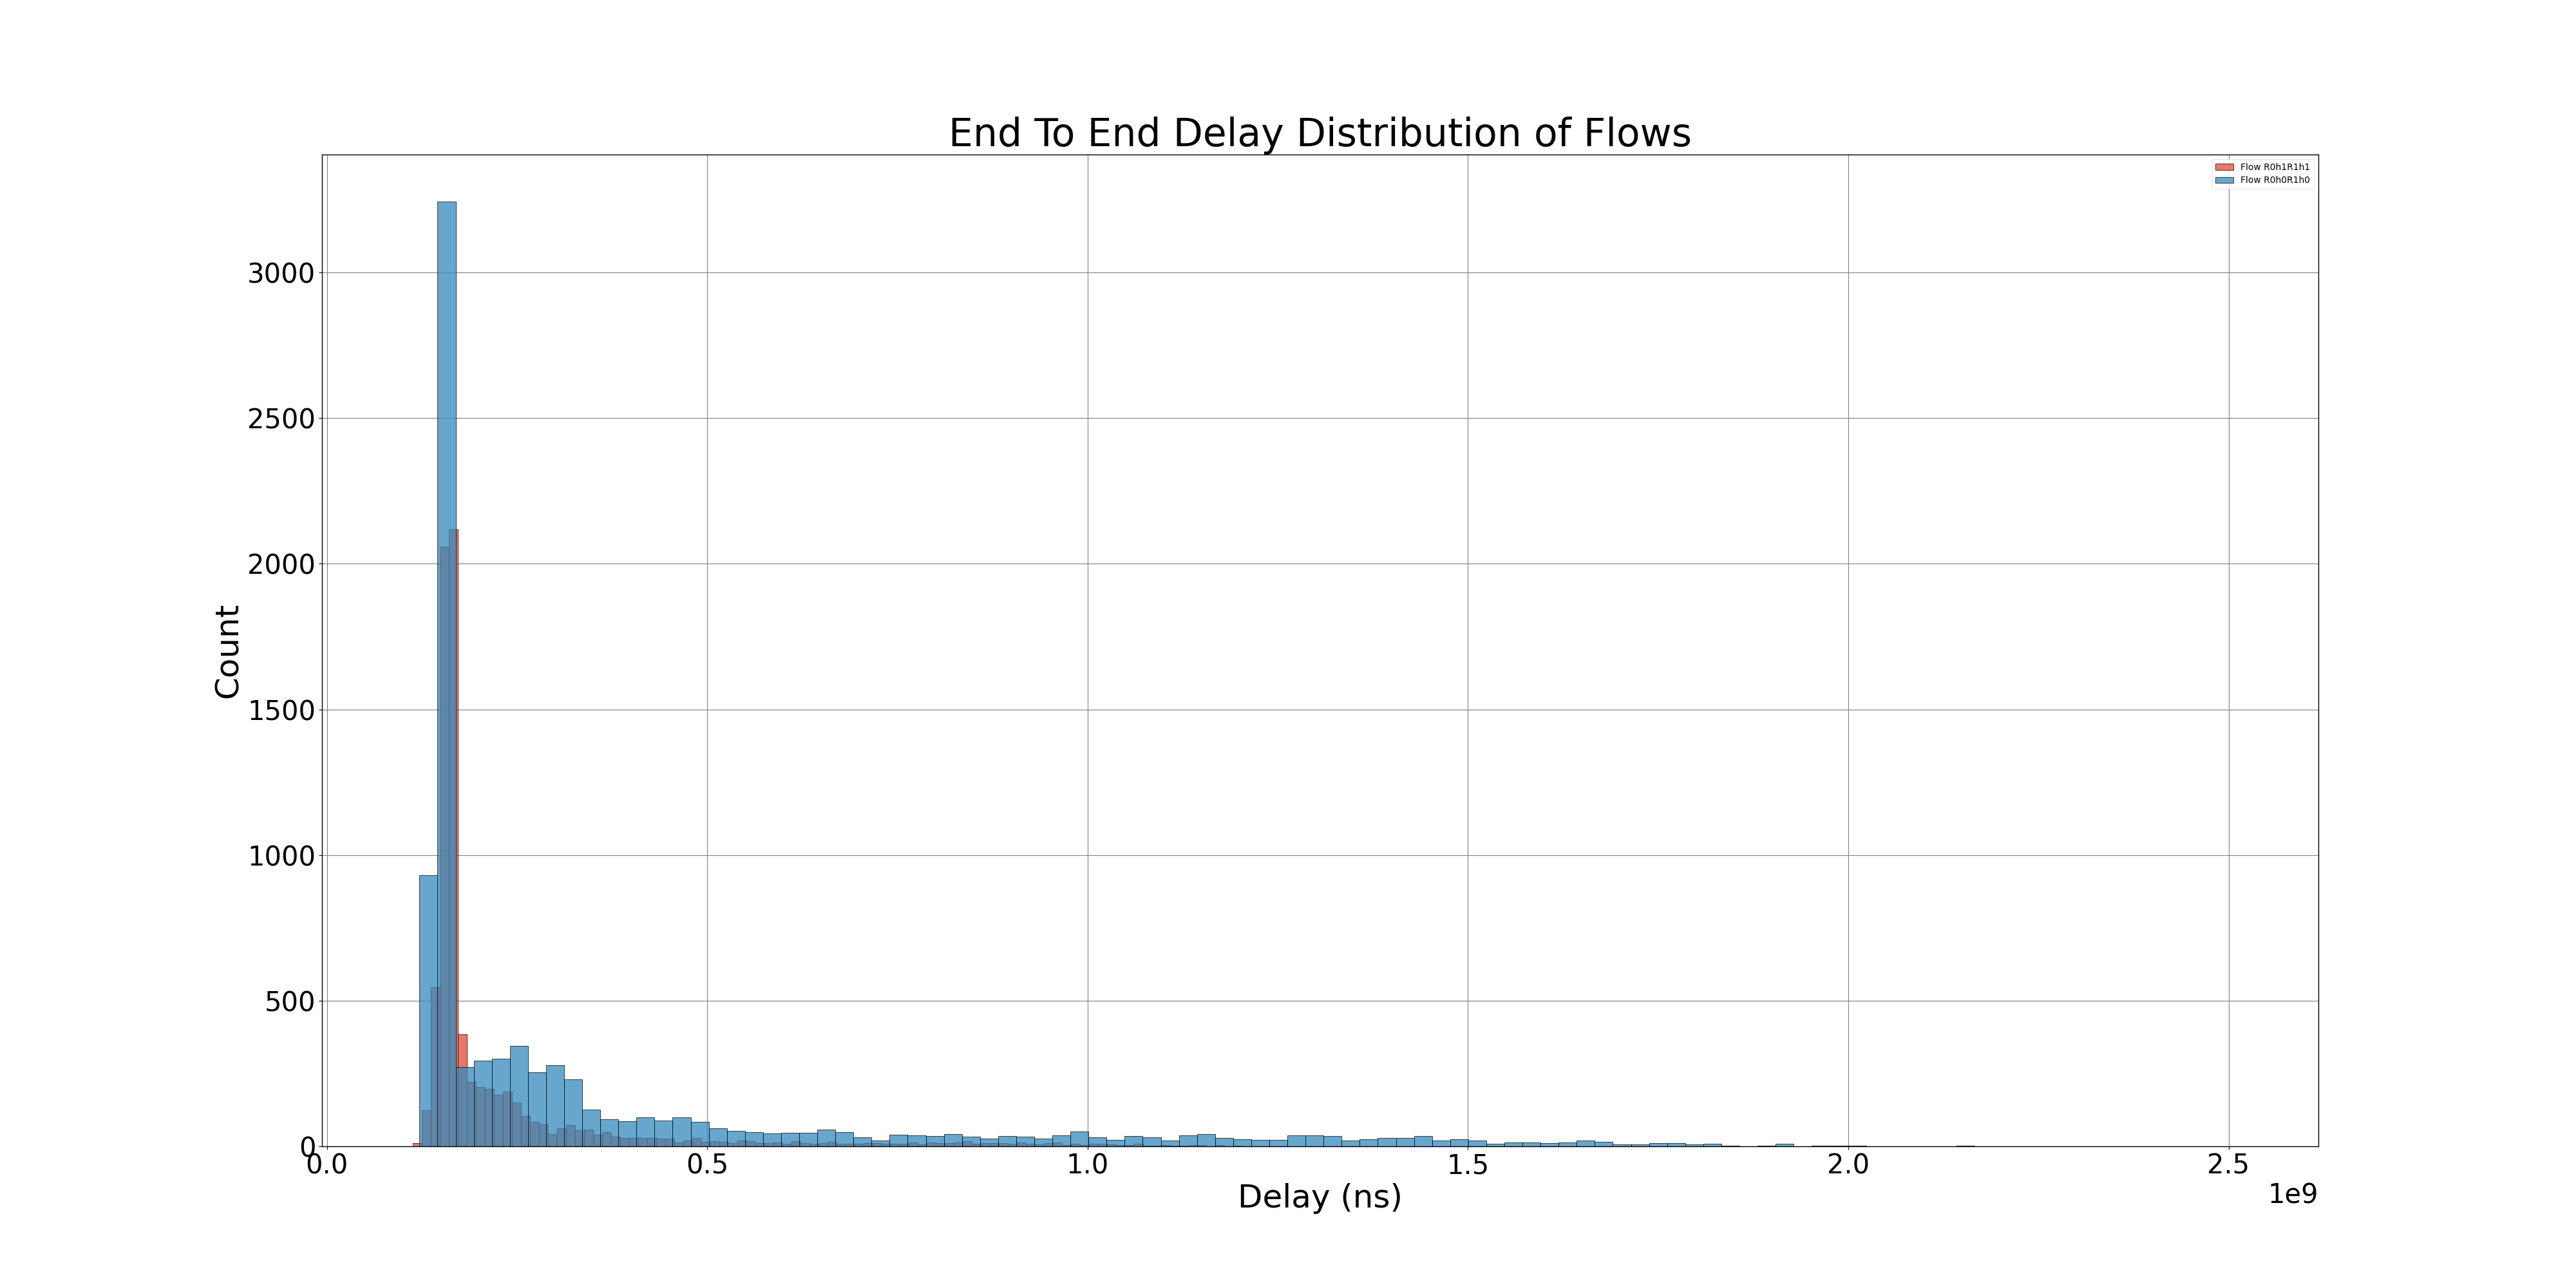 End To End Delay Distribution of Flows
Flow R0h1R1h1
Flow R0h0R1h0
Count
3000
2500
2000
1500
1000
500
0
0.0 0.5 1.0 1.5 2.0 2.5
Delay (ns)
1e9